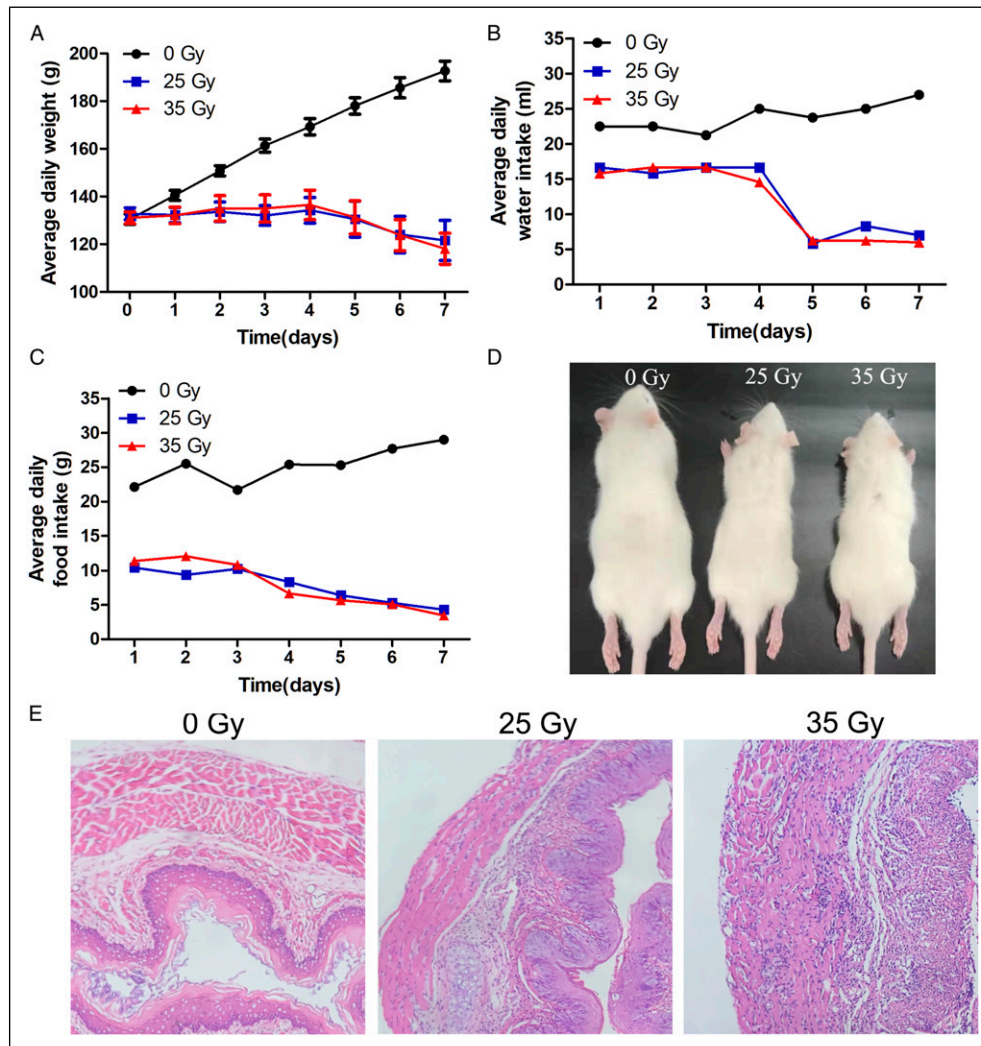 A
0 Gy
25 Gy
35 Gy
Average daily weight (g)
200
180
160
140
120
100
0 1 2 3 4 5 6 7
Time(days)
B
0 Gy
25 Gy
35 Gy
Average daily
water intake (ml)
35
30
25
20
15
10
5
0
1 2 3 4 5 6 7
Time(days)
C
0 Gy
25 Gy
35 Gy
Average daily
food intake (g)
35
30
25
20
15
10
5
0
1 2 3 4 5 6 7
Time(days)
D
0 Gy 25 Gy 35 Gy
E
0 Gy 25 Gy 35 Gy